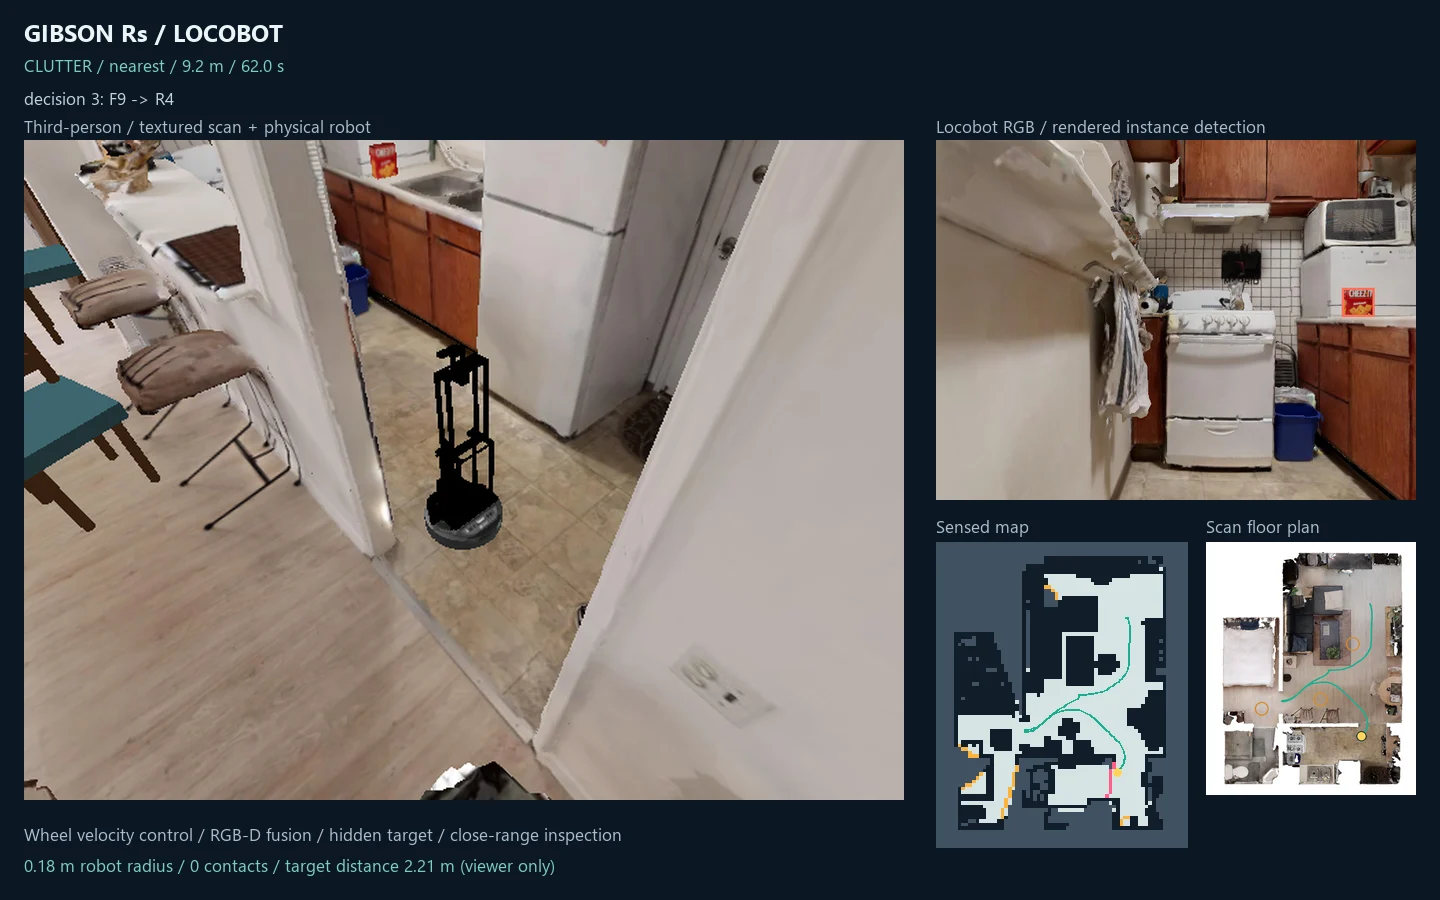 GIBSON Rs / LOCOBOT
CLUTTER / nearest / 9.2 m / 62.0 s
decision 3: F9 -> R4
Third-person / textured scan + physical robot
Locobot RGB / rendered instance detection
CHEEZ-IT
Sensed map
Scan floor plan
Wheel velocity control / RGB-D fusion / hidden target / close-range inspection
0.18 m robot radius / 0 contacts / target distance 2.21 m (viewer only)